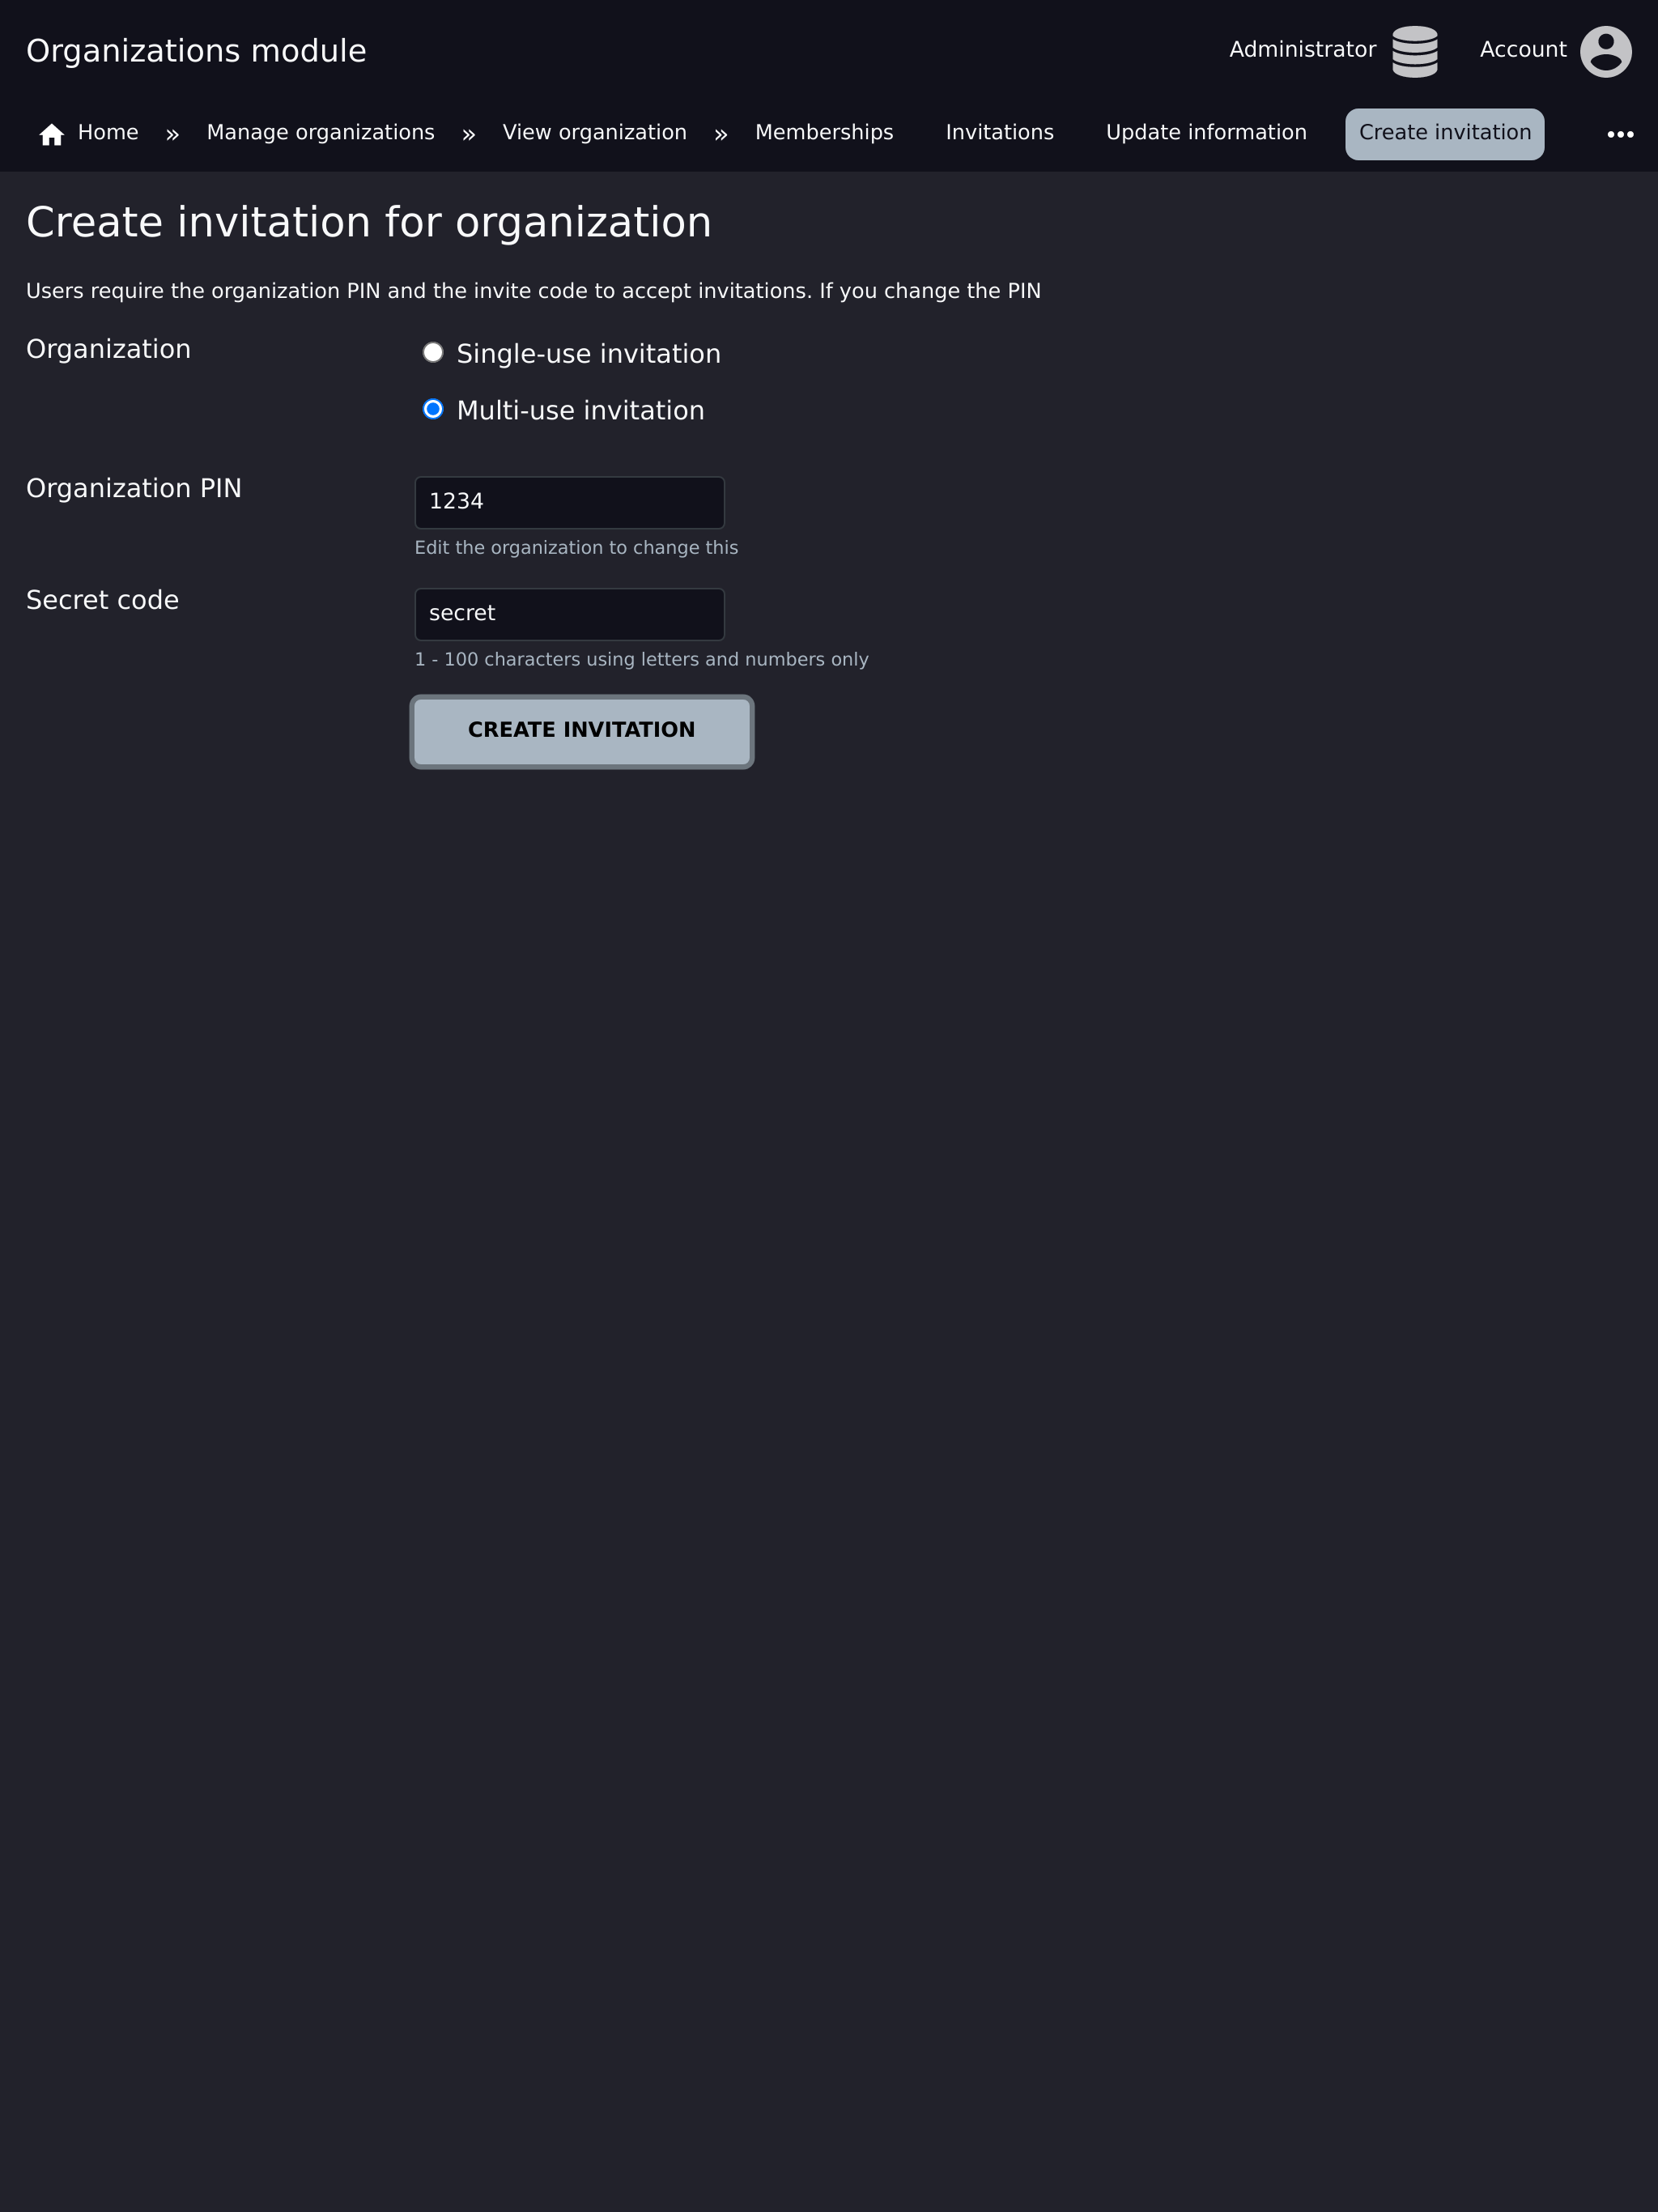 Organizations module
Administrator
Account
Home » Manage organizations » View organization » Memberships Invitations Update information Create invitation
Create invitation for organization
Users require the organization PIN and the invite code to accept invitations. If you change the PIN
Organization
Single-use invitation
Multi-use invitation
Organization PIN
1234
Edit the organization to change this
Secret code
secret
1 - 100 characters using letters and numbers only
CREATE INVITATION